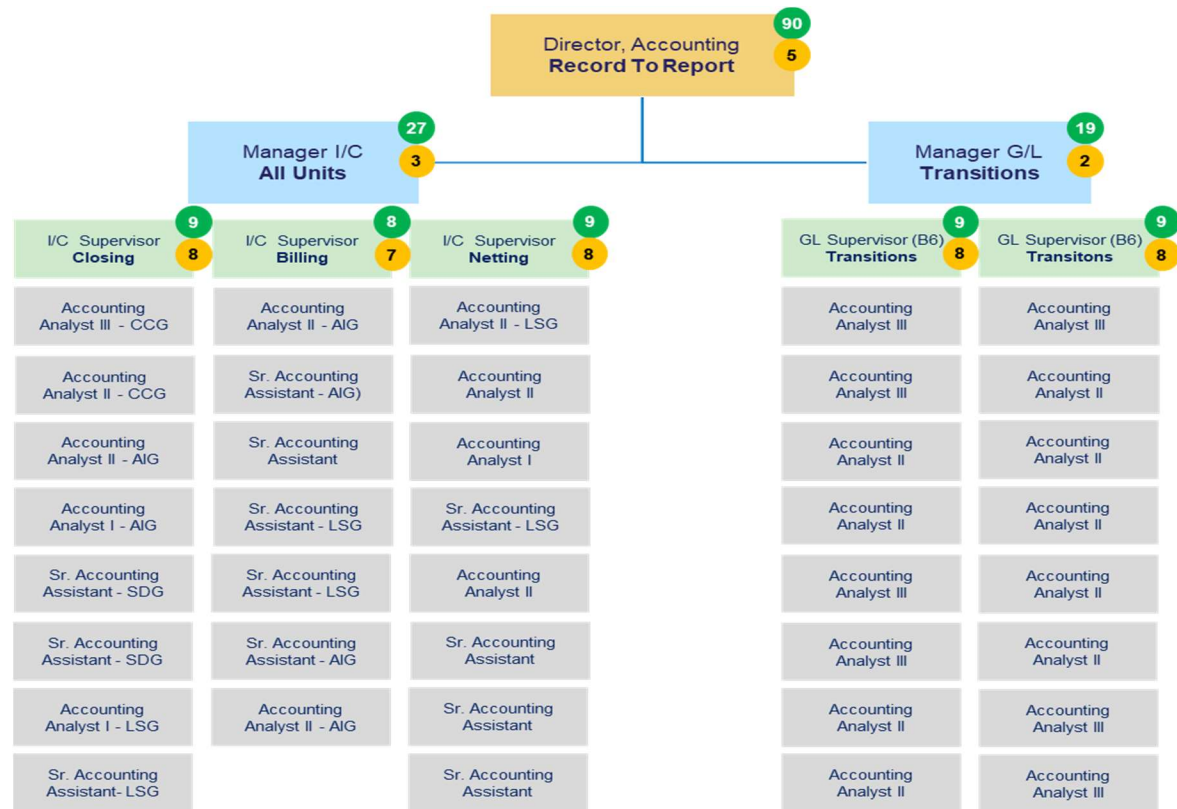 90
Director, Accounting
Record To Report
5
27
Manager I/C
All Units
3
19
Manager G/L
Transitions
2
9
I/C Supervisor
Closing
8
8
I/C Supervisor
Billing
7
9
I/C Supervisor
Netting
8
9
GL Supervisor (B6)
Transitions
8
9
GL Supervisor (B6)
Transitons
8
Accounting
Analyst III - CCG
Accounting
Analyst II - CCG
Accounting
Analyst II - AIG
Accounting
Analyst I - AIG
Sr. Accounting
Assistant - SDG
Sr. Accounting
Assistant - SDG
Accounting
Analyst I - LSG
Sr. Accounting
Assistant- LSG
Accounting
Analyst II - AIG
Sr. Accounting
Assistant - AIG)
Sr. Accounting
Assistant
Sr. Accounting
Assistant - LSG
Sr. Accounting
Assistant - LSG
Sr. Accounting
Assistant - AIG
Accounting
Analyst II - AIG
Accounting
Analyst II - LSG
Accounting
Analyst II
Accounting
Analyst I
Sr. Accounting
Assistant - LSG
Accounting
Analyst II
Sr. Accounting
Assistant
Sr. Accounting
Assistant
Sr. Accounting
Assistant
Accounting
Analyst III
Accounting
Analyst III
Accounting
Analyst II
Accounting
Analyst II
Accounting
Analyst III
Accounting
Analyst III
Accounting
Analyst II
Accounting
Analyst II
Accounting
Analyst III
Accounting
Analyst II
Accounting
Analyst II
Accounting
Analyst II
Accounting
Analyst II
Accounting
Analyst II
Accounting
Analyst III
Accounting
Analyst III